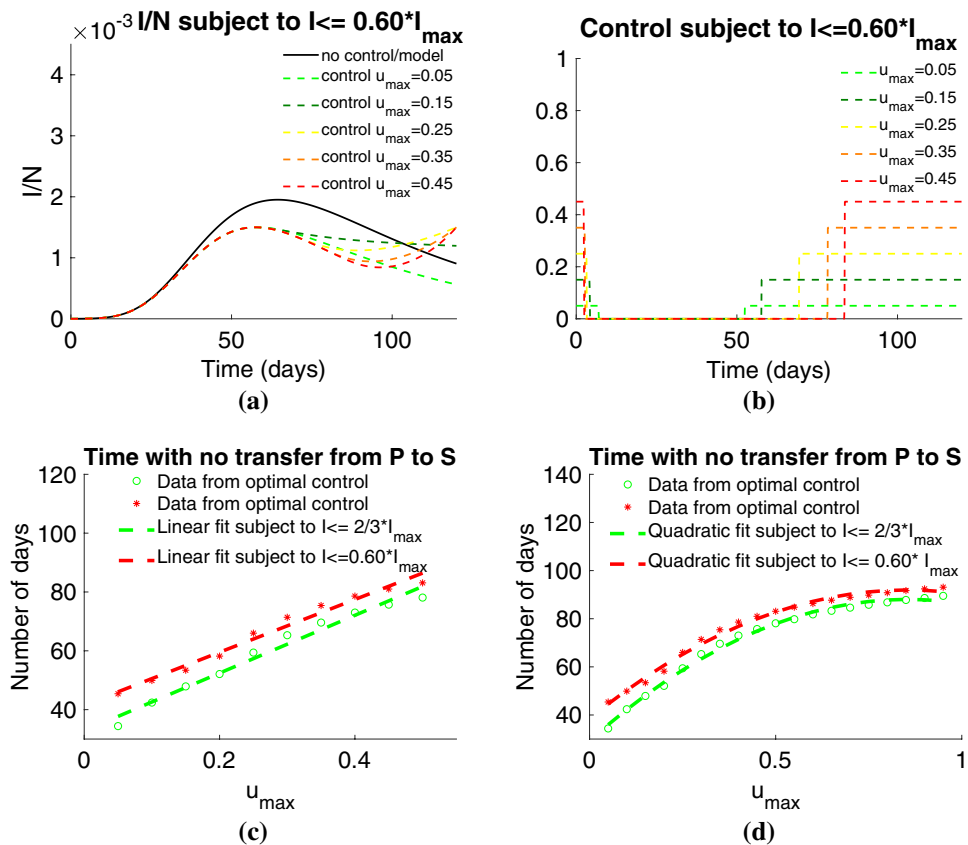 ×10⁻³ I/N subject to I<= 0.60*I_max
4
3
2
1
0
I/N
no control/model
control u_max=0.05
control u_max=0.15
control u_max=0.25
control u_max=0.35
control u_max=0.45
0 50 100
Time (days)
(a)
Control subject to I<=0.60*I_max
1
0.8
0.6
0.4
0.2
0
u_max=0.05
u_max=0.15
u_max=0.25
u_max=0.35
u_max=0.45
0 50 100
Time (days)
(b)
Time with no transfer from P to S
120
100
80
60
40
Number of days
Data from optimal control
Data from optimal control
Linear fit subject to I<= 2/3*I_max
Linear fit subject to I<=0.60*I_max
0 0.2 0.4
u_max
(c)
Time with no transfer from P to S
140
120
100
80
60
40
Number of days
Data from optimal control
Data from optimal control
Quadratic fit subject to I<= 2/3*I_max
Quadratic fit subject to I<= 0.60* I_max
0 0.5 1
u_max
(d)